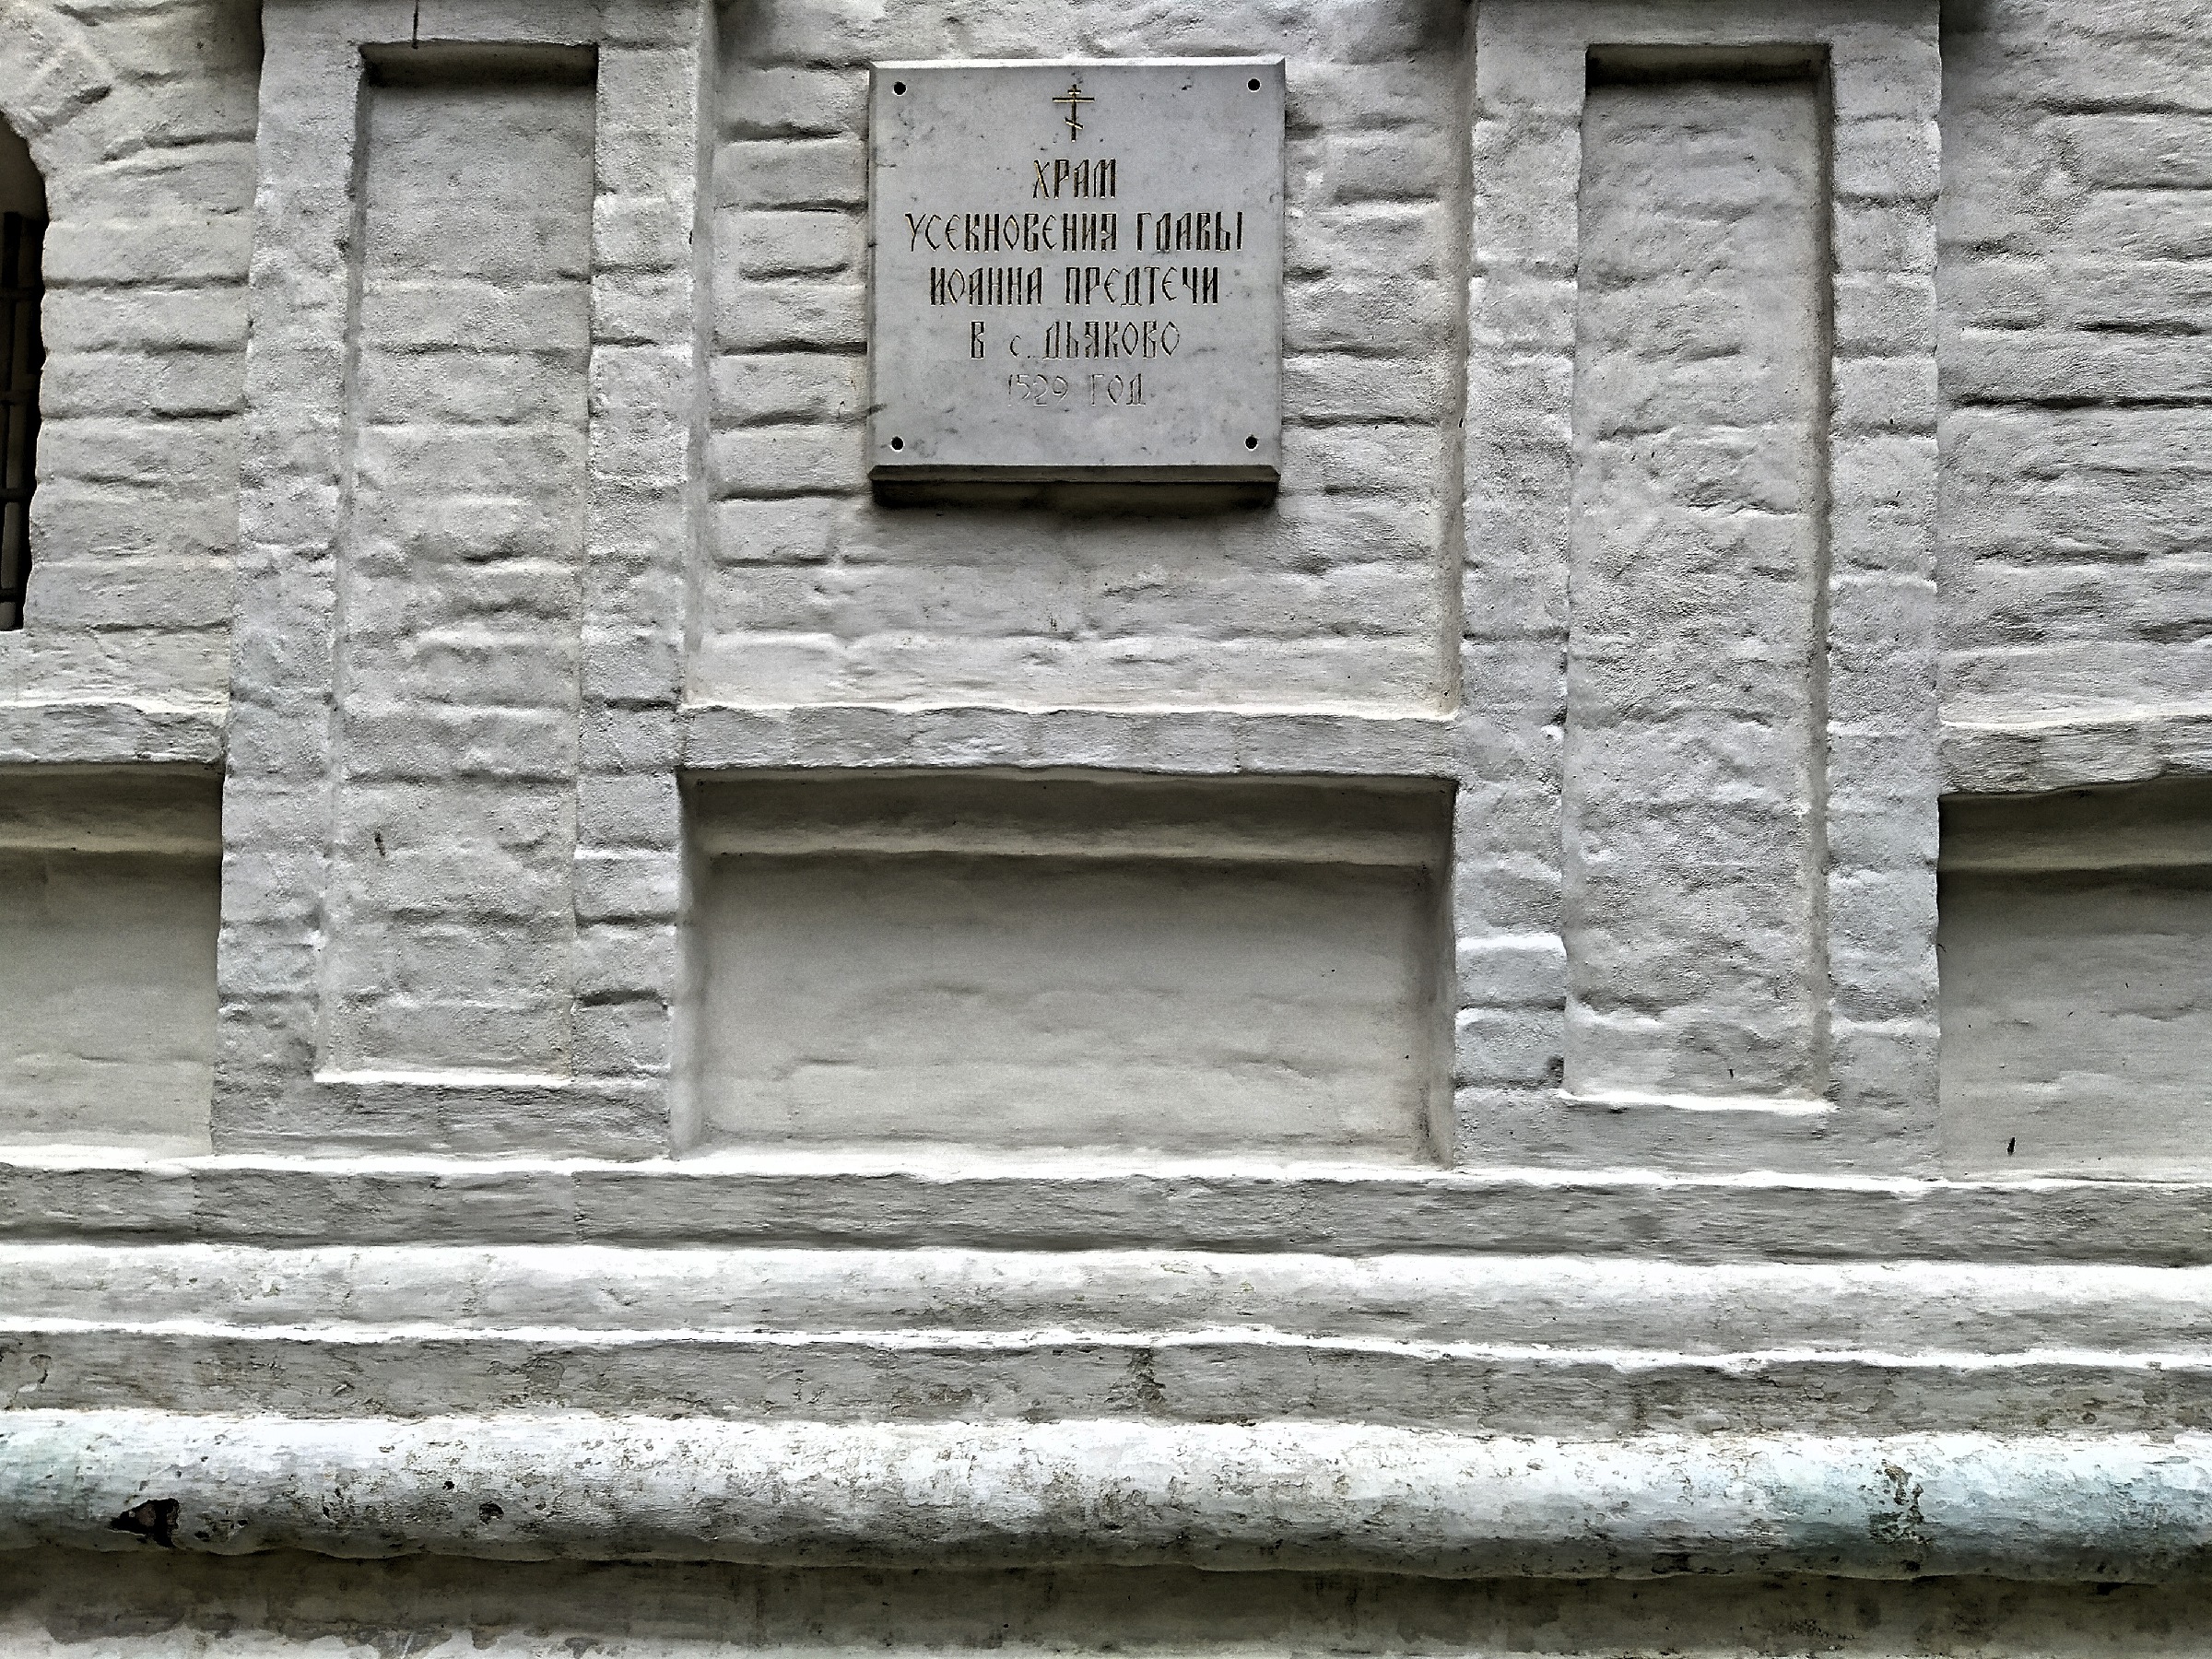 ХРАМ
УСЕКНОВЕНИЯ ГЛАВЫ
ИОАННА ПРЕДТЕЧИ
В с. ДЬЯКОВО
1529 ГОД